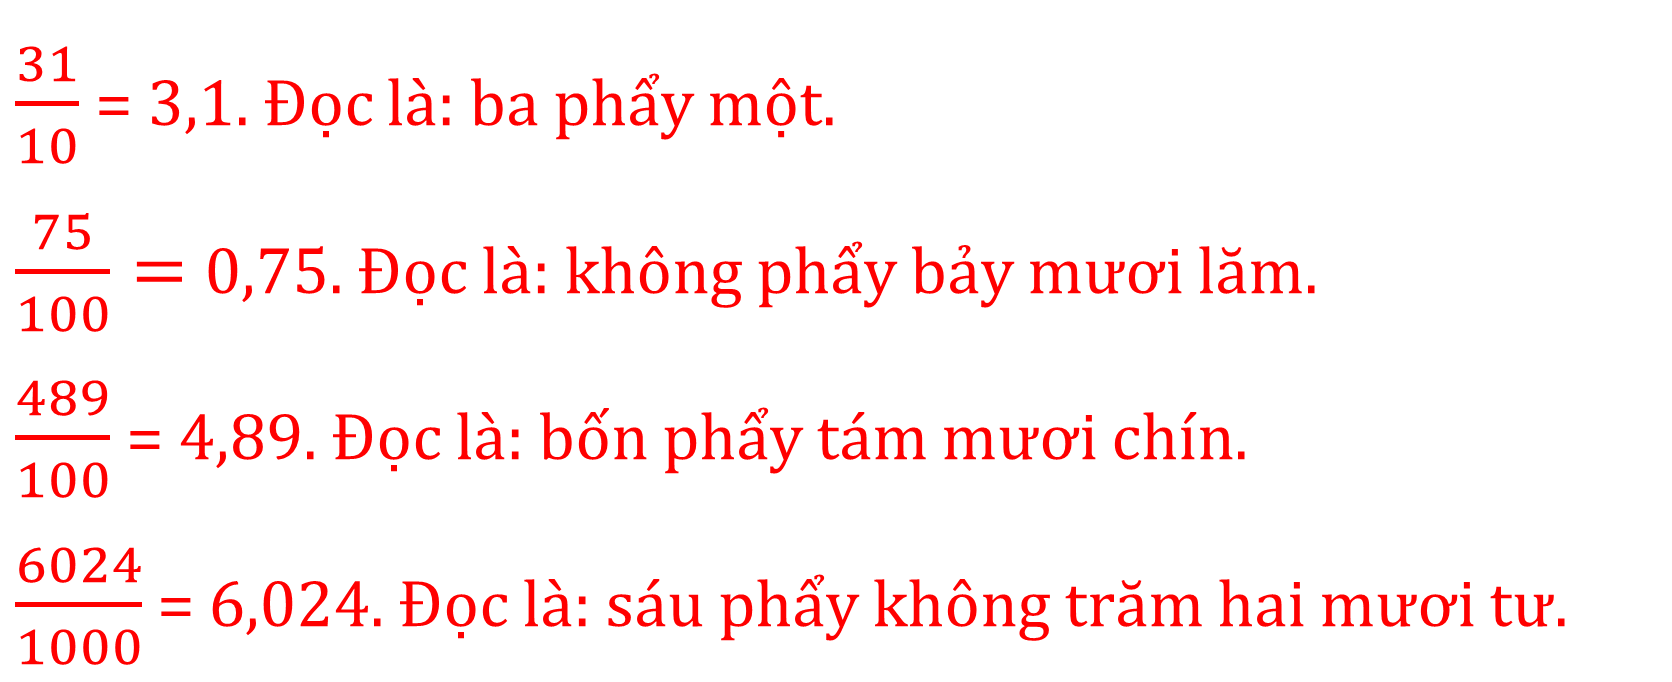 31/10 = 3,1. Đọc là: ba phẩy một.
75/100 = 0,75. Đọc là: không phẩy bảy mươi lăm.
489/100 = 4,89. Đọc là: bốn phẩy tám mươi chín.
6024/1000 = 6,024. Đọc là: sáu phẩy không trăm hai mươi tư.